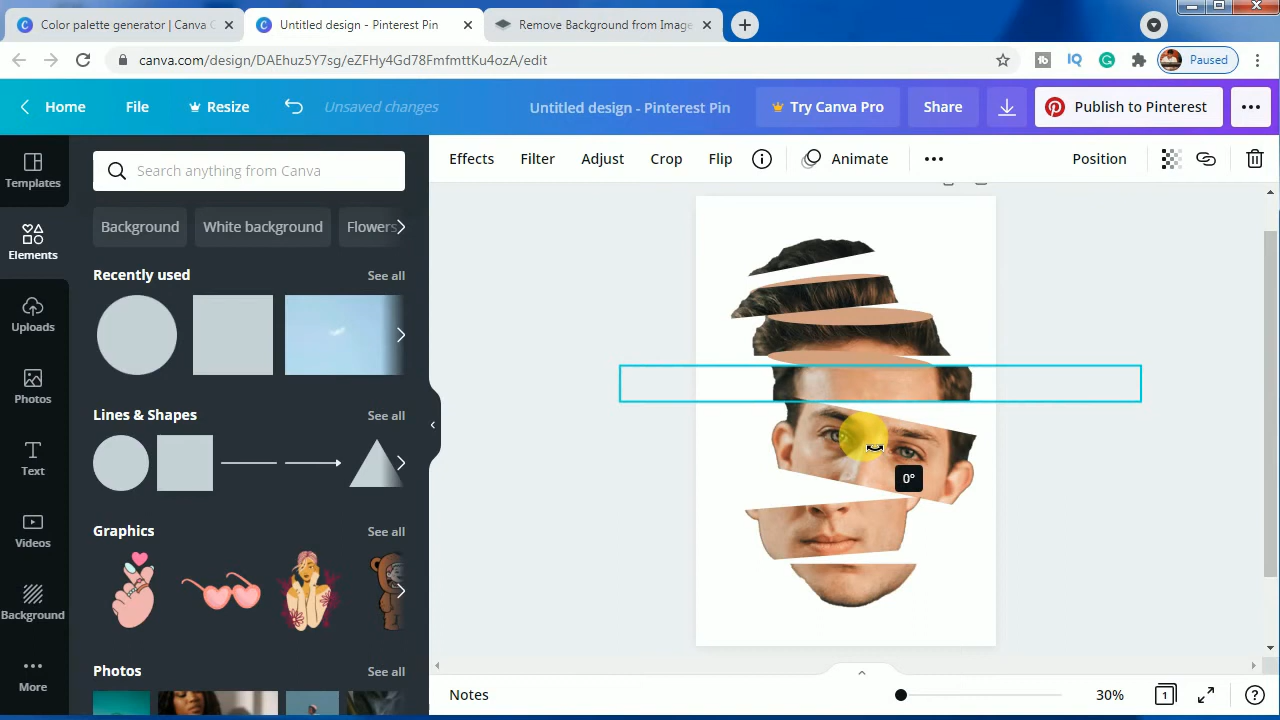 Color palette generator | Canva C
Untitled design - Pinterest Pin
Remove Background from Image
canva.com/design/DAEhuz5Y7sg/eZFHy4Gd78FmfmbKu4ozA/edit
Paused
Home
File
Resize
Unsaved changes
Untitled design - Pinterest Pin
Try Canva Pro
Share
Publish to Pinterest
Templates
Elements
Uploads
Photos
Text
Videos
Background
More
Search anything from Canva
Background
White background
Flowers
Recently used
See all
Lines & Shapes
See all
Graphics
See all
Photos
See all
Effects
Filter
Adjust
Crop
Flip
Animate
Position
0°
Notes
30%
1